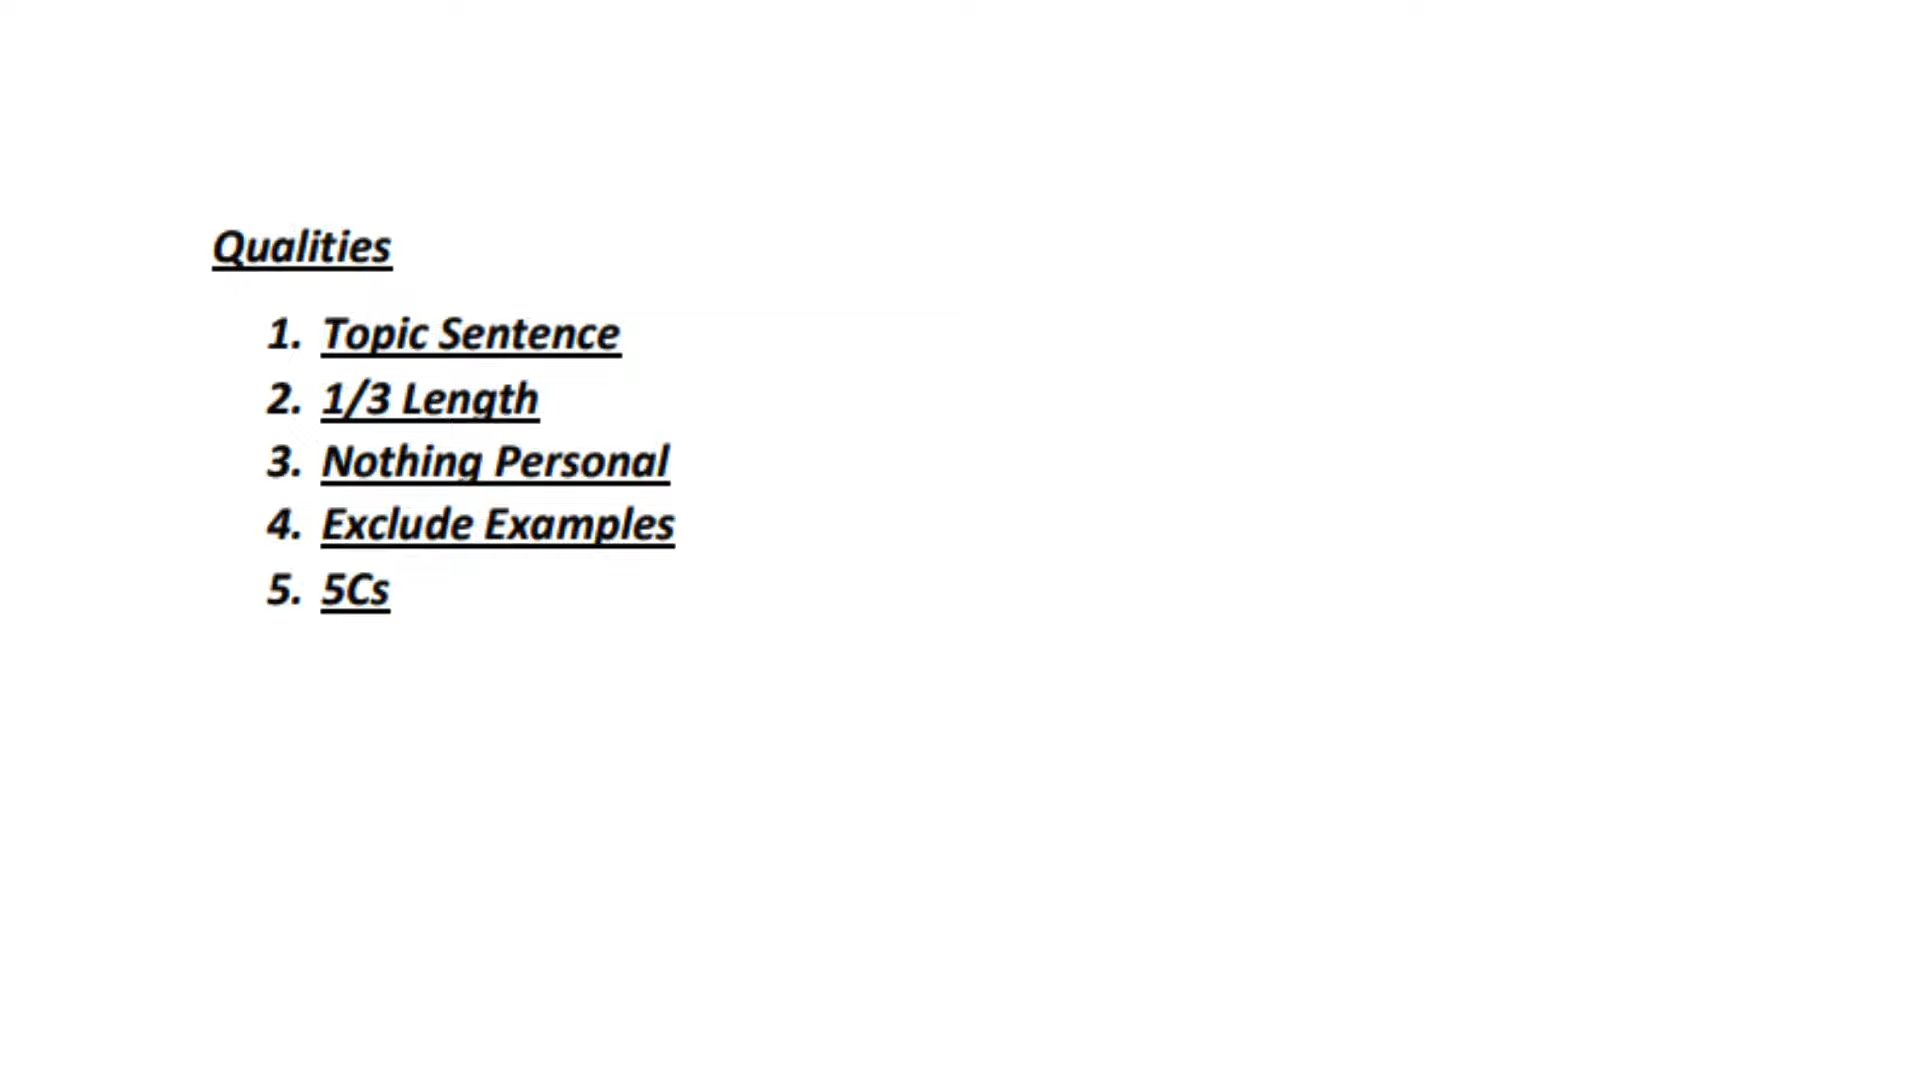 Qualities
1. Topic Sentence
2. 1/3 Length
3. Nothing Personal
4. Exclude Examples
5. 5Cs